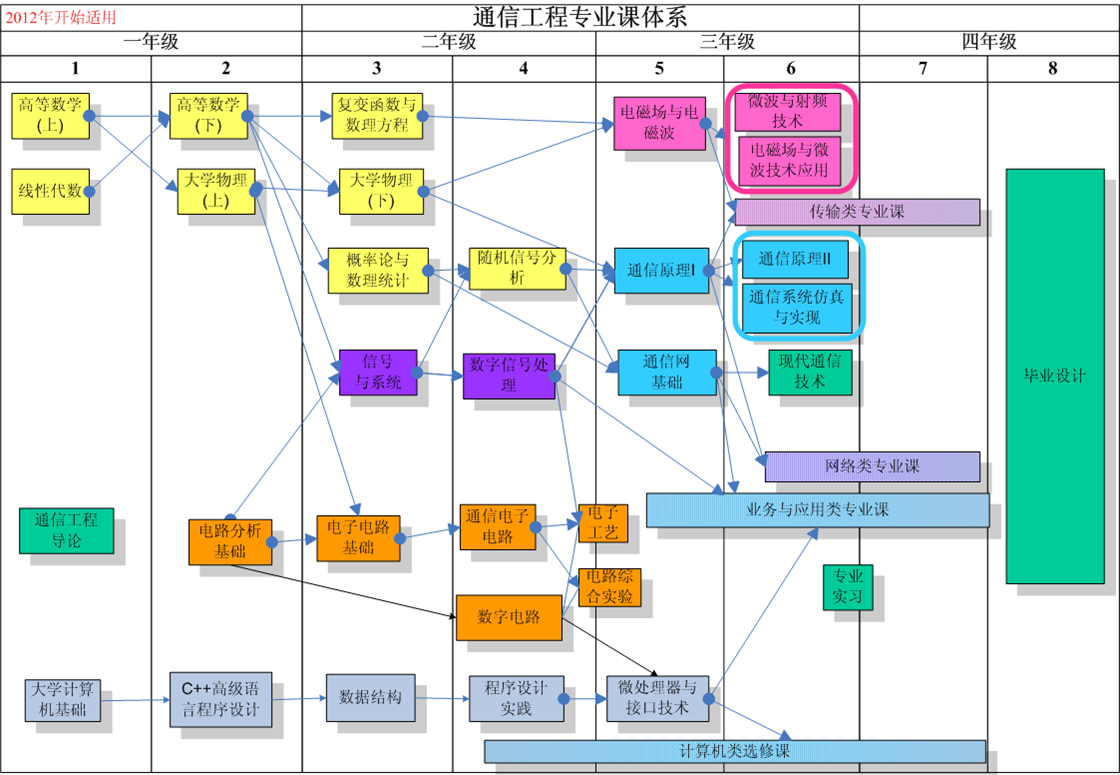 2012年开始适用
通信工程专业课体系
一年级
二年级
三年级
四年级
1
2
3
4
5
6
7
8
高等数学
(上)
高等数学
(下)
复变函数与
数理方程
电磁场与电
磁波
微波与射频
技术
电磁场与微
波技术应用
线性代数
大学物理
(上)
大学物理
(下)
传输类专业课
概率论与
数理统计
随机信号分
析
通信原理I
通信原理II
通信系统仿真
与实现
信号
与系统
数字信号处
理
通信网
基础
现代通信
技术
毕业设计
网络类专业课
业务与应用类专业课
通信工程
导论
电路分析
基础
电子电路
基础
通信电子
电路
电子
工艺
电路综
合实验
专业
实习
数字电路
大学计算
机基础
C++高级语
言程序设计
数据结构
程序设计
实践
微处理器与
接口技术
计算机类选修课